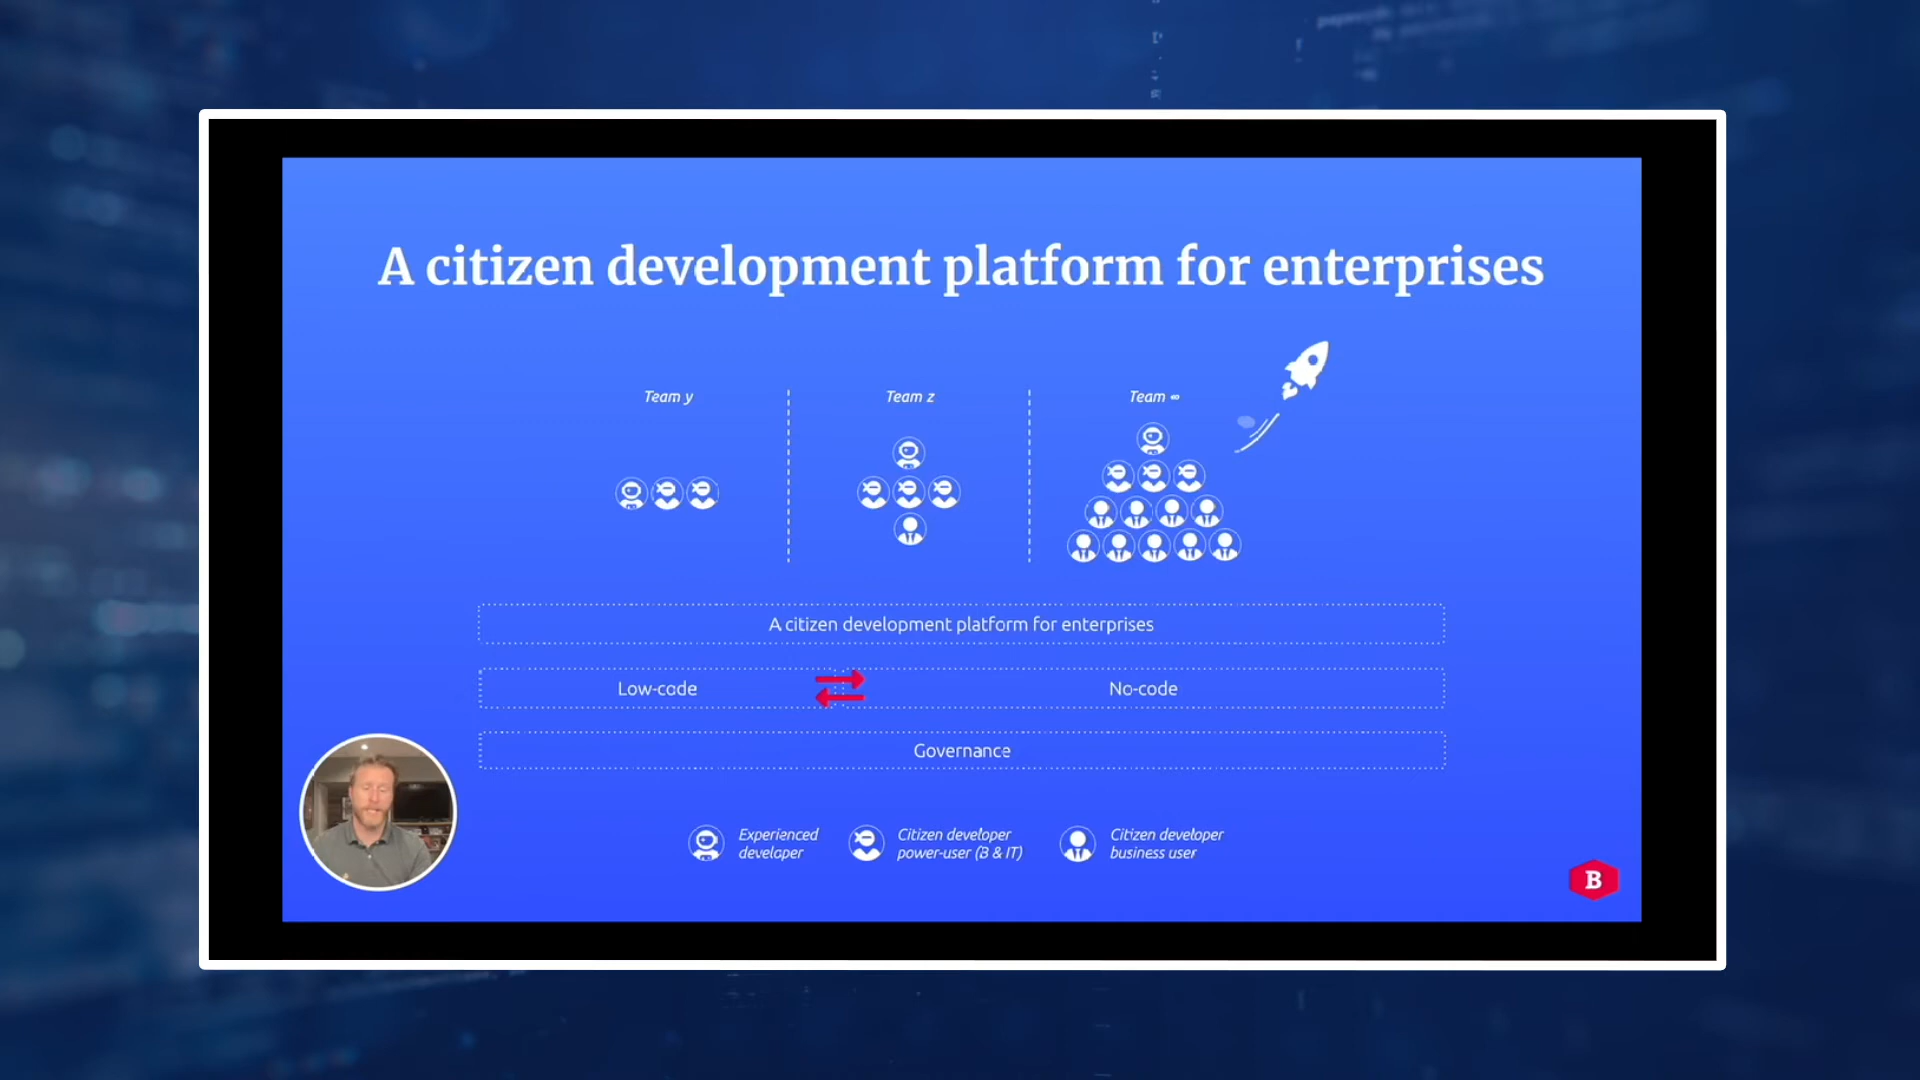 A citizen development platform for enterprises
Team y
Team z
Team ∞
A citizen development platform for enterprises
Low-code
No-code
Governance
Experienced
developer
Citizen developer
power-user (B & IT)
Citizen developer
business user
B